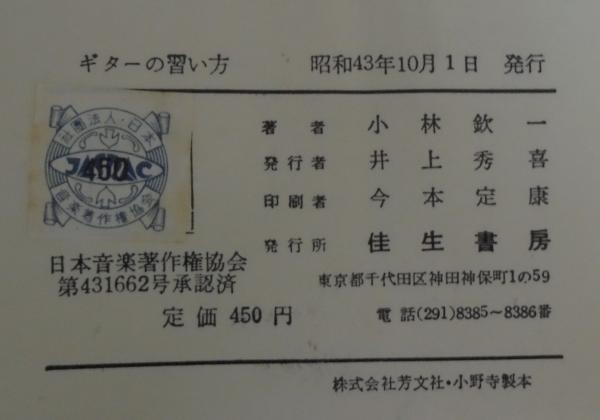 ギターの習い方 昭和43年10月1日 発行
社団法人・日本
JASRAC
450
音楽著作権協会
著者 小林欽一
発行者 井上秀喜
印刷者 今本定康
発行所 佳生書房
日本音楽著作権協会
第431662号承認済
東京都千代田区神田神保町1の59
定価 450円
電話(291)8385~8386番
株式会社芳文社・小野寺製本